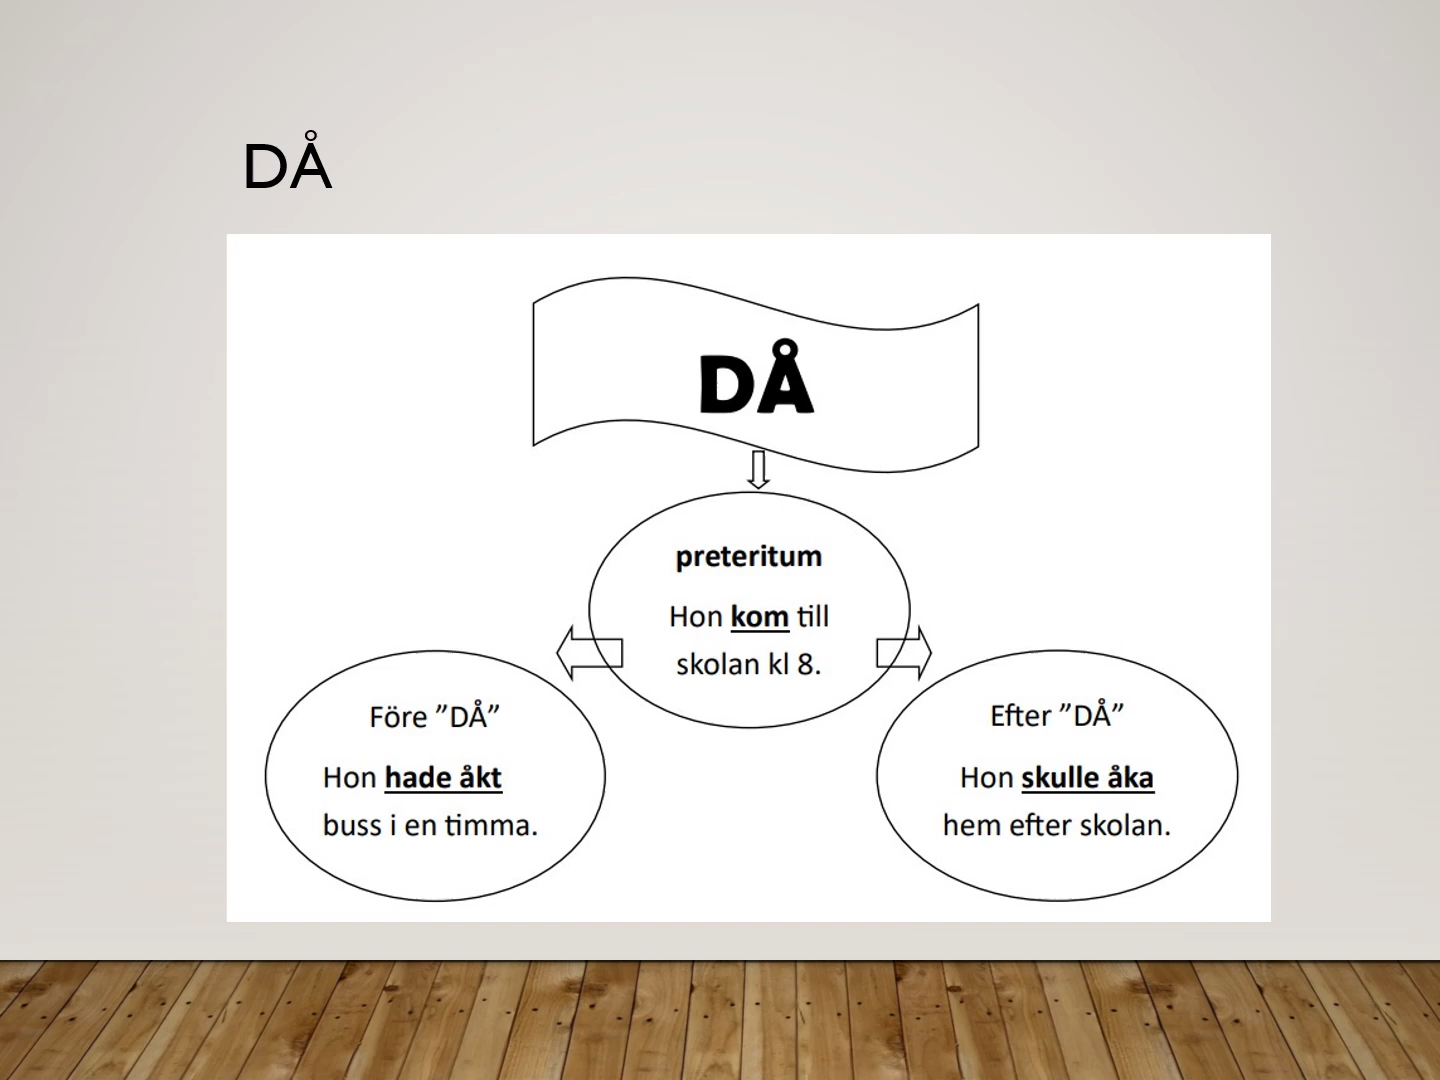 DÅ
DÅ
preteritum
Hon kom till
skolan kl 8.
Före ”DÅ”
Hon hade åkt
buss i en timma.
Efter ”DÅ”
Hon skulle åka
hem efter skolan.